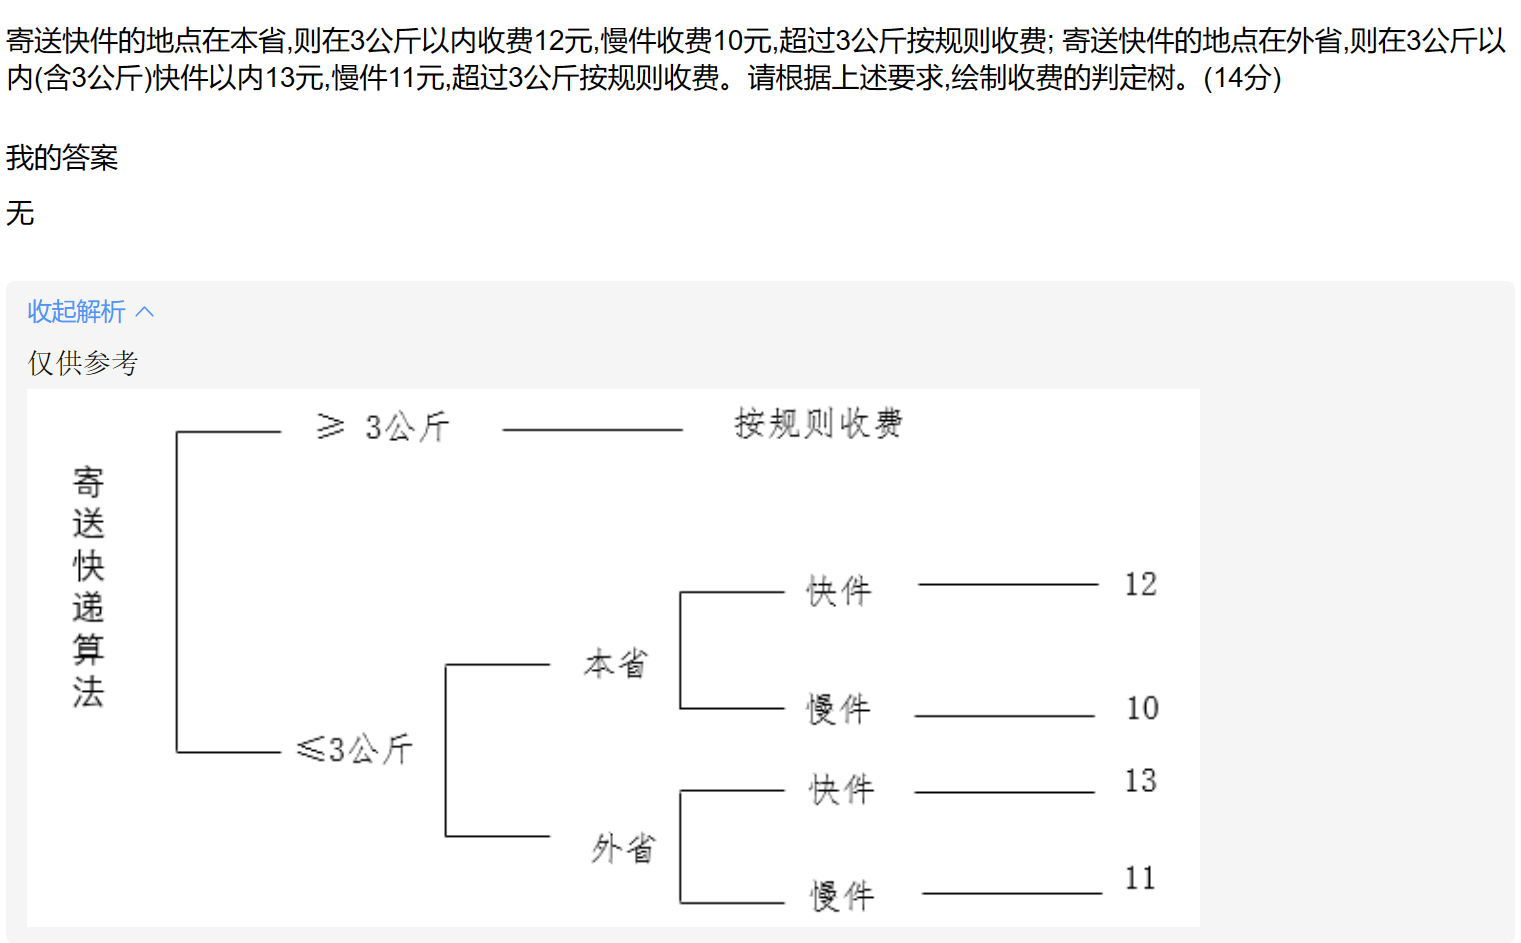 寄送快件的地点在本省,则在3公斤以内收费12元,慢件收费10元,超过3公斤按规则收费; 寄送快件的地点在外省,则在3公斤以
内(含3公斤)快件以内13元,慢件11元,超过3公斤按规则收费。请根据上述要求,绘制收费的判定树。(14分)
我的答案
无
收起解析
仅供参考
≥ 3公斤 按规则收费
寄送快递算法
快件 12
本省
慢件 10
≤3公斤
快件 13
外省
慢件 11